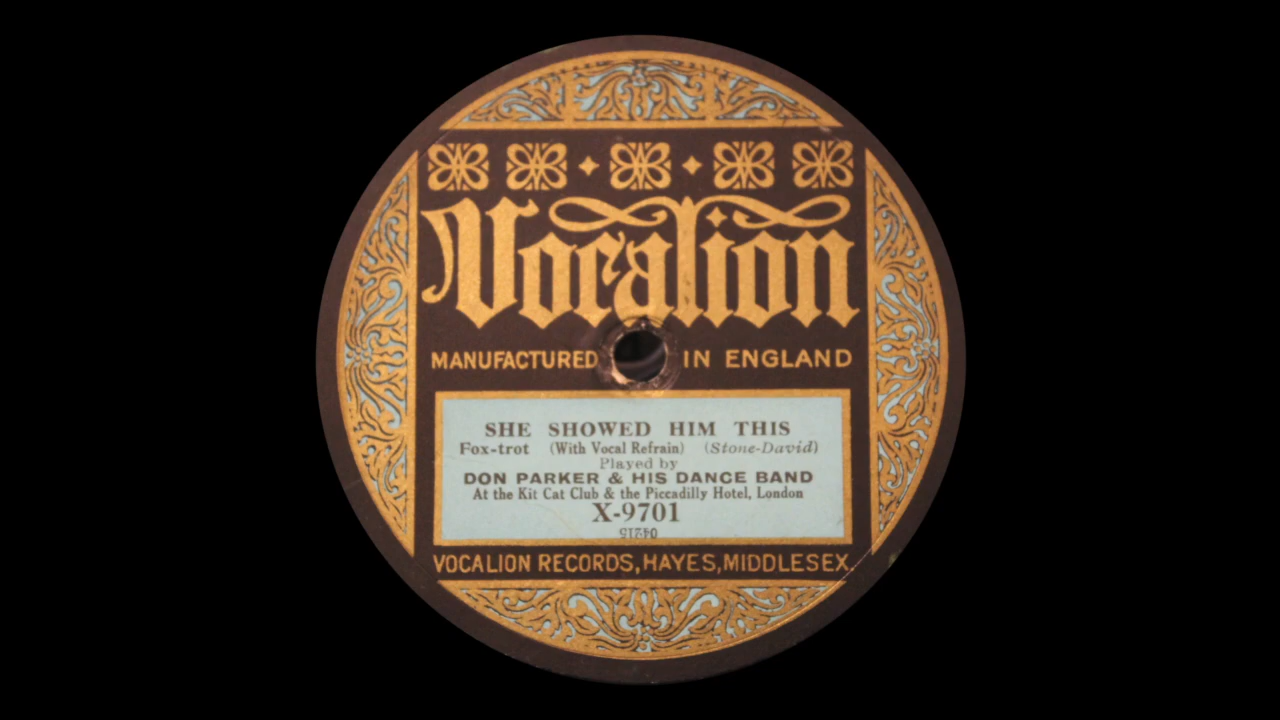 Vocalion
MANUFACTURED IN ENGLAND
SHE SHOWED HIM THIS
Fox-trot (With Vocal Refrain) (Stone-David)
Played by
DON PARKER & HIS DANCE BAND
At the Kit Cat Club & the Piccadilly Hotel, London
X-9701
04215
VOCALION RECORDS, HAYES, MIDDLESEX.